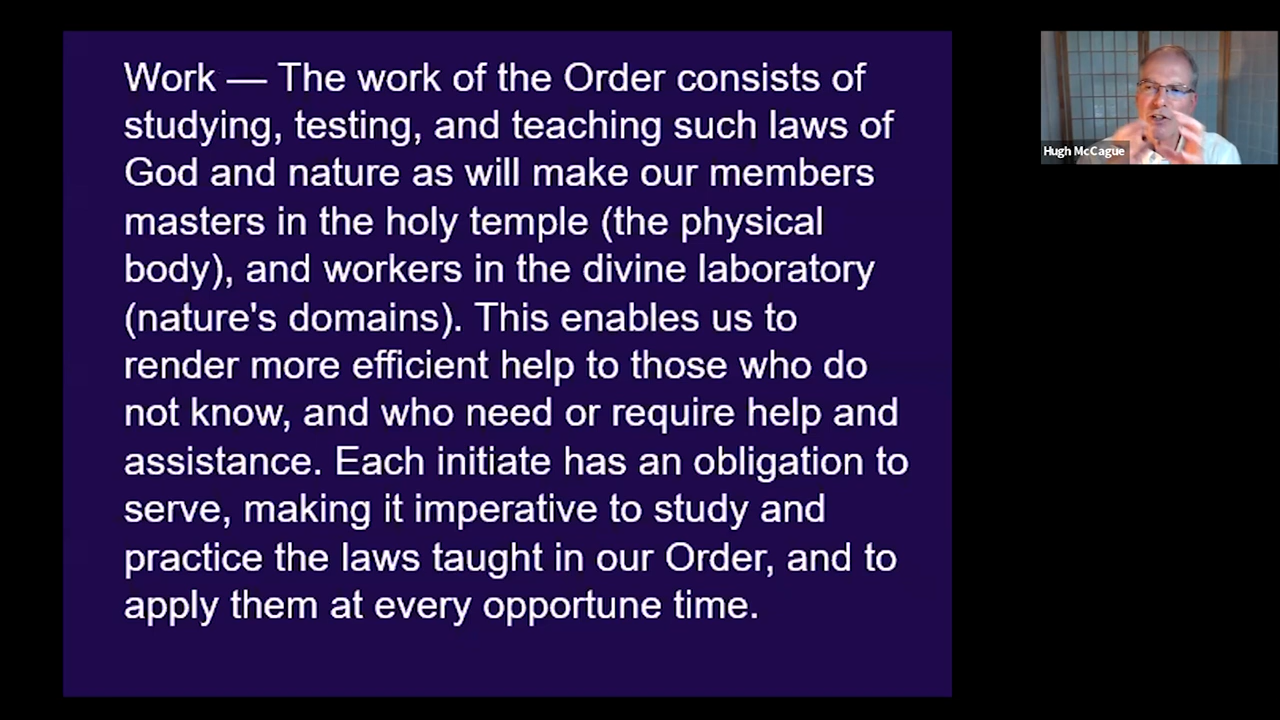 Work — The work of the Order consists of
studying, testing, and teaching such laws of
God and nature as will make our members
masters in the holy temple (the physical
body), and workers in the divine laboratory
(nature's domains). This enables us to
render more efficient help to those who do
not know, and who need or require help and
assistance. Each initiate has an obligation to
serve, making it imperative to study and
practice the laws taught in our Order, and to
apply them at every opportune time.
Hugh McCague